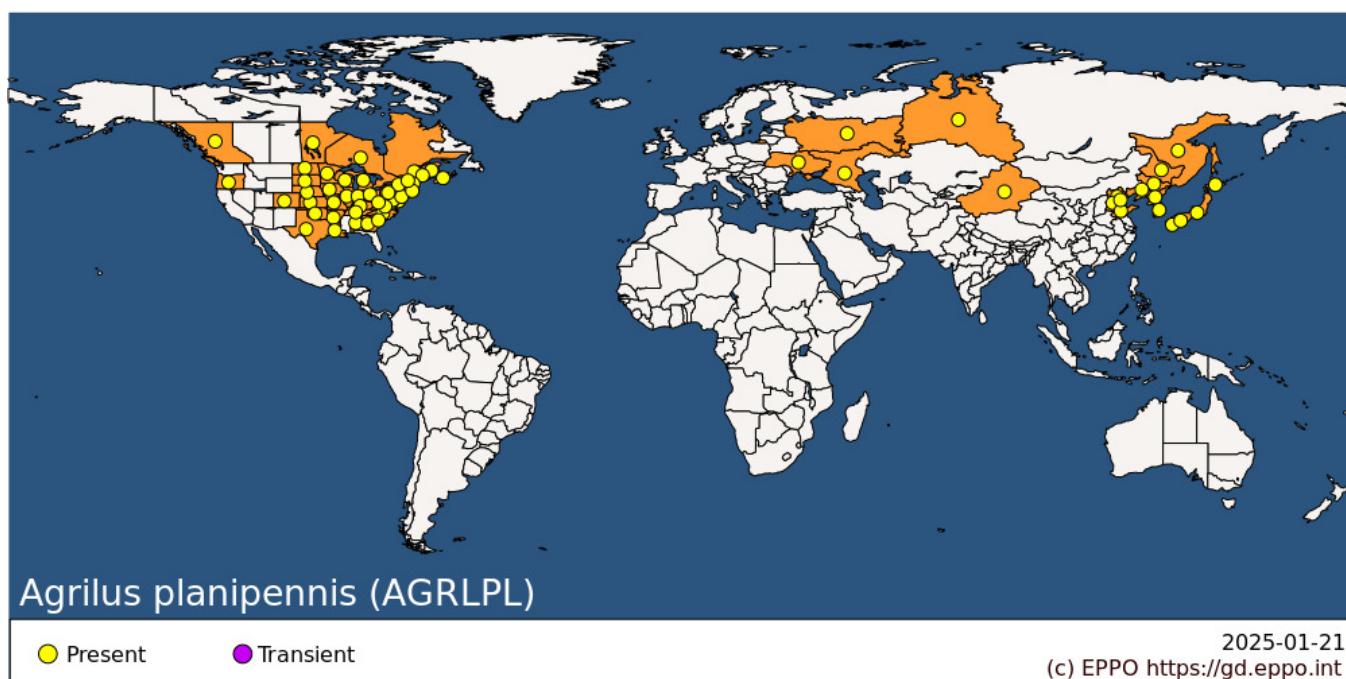 Agrilus planipennis (AGRLPL)
Present
Transient
2025-01-21
(c) EPPO https://gd.eppo.int